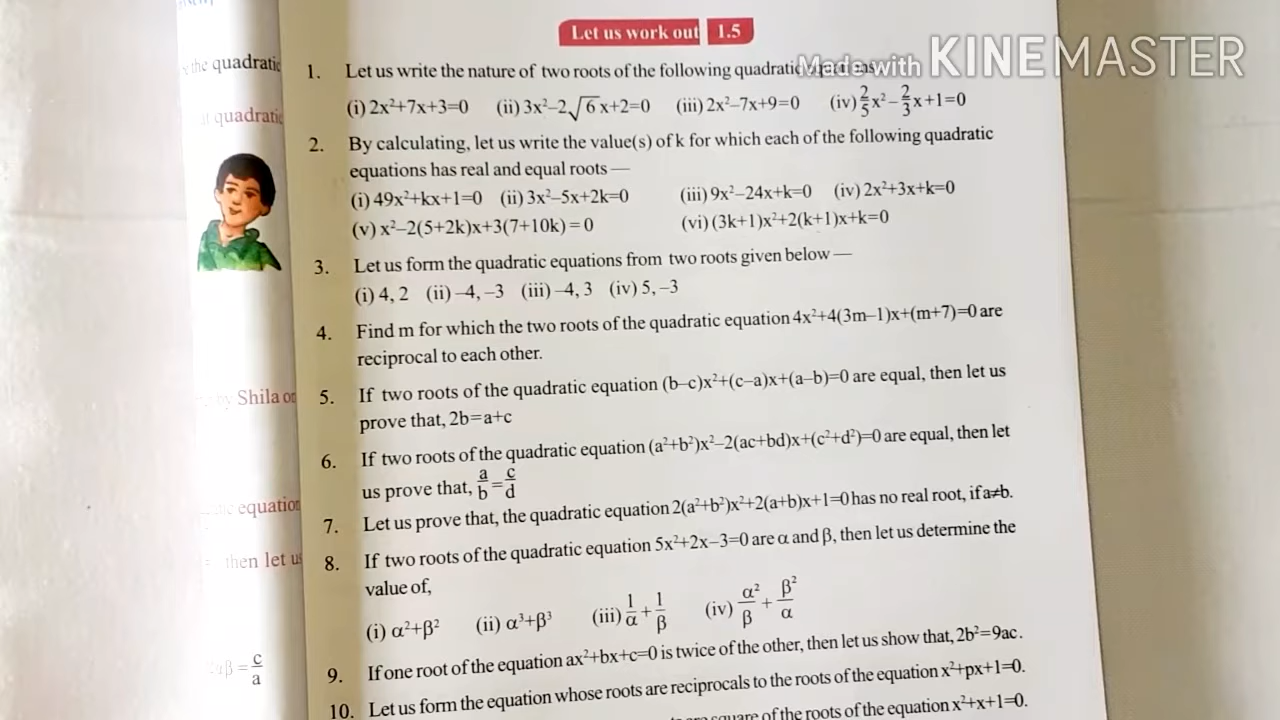 Let us work out 1.5
Made with KINEMASTER
the quadratic
quadratic
by Shila or
equation
then let us
β = c/a
1. Let us write the nature of two roots of the following quadratic
(i) 2x²+7x+3=0 (ii) 3x²–2√6x+2=0 (iii) 2x²–7x+9=0 (iv) 2/5x²–2/3x+1=0
2. By calculating, let us write the value(s) of k for which each of the following quadratic
equations has real and equal roots —
(i) 49x²+kx+1=0 (ii) 3x²–5x+2k=0 (iii) 9x²–24x+k=0 (iv) 2x²+3x+k=0
(v) x²–2(5+2k)x+3(7+10k) = 0 (vi) (3k+1)x²+2(k+1)x+k=0
3. Let us form the quadratic equations from two roots given below —
(i) 4, 2 (ii) –4, –3 (iii) –4, 3 (iv) 5, –3
4. Find m for which the two roots of the quadratic equation 4x²+4(3m–1)x+(m+7)=0 are
reciprocal to each other.
5. If two roots of the quadratic equation (b–c)x²+(c–a)x+(a–b)=0 are equal, then let us
prove that, 2b=a+c
6. If two roots of the quadratic equation (a²+b²)x²–2(ac+bd)x+(c²+d²)=0 are equal, then let
us prove that, a/b = c/d
7. Let us prove that, the quadratic equation 2(a²+b²)x²+2(a+b)x+1=0 has no real root, if a≠b.
8. If two roots of the quadratic equation 5x²+2x–3=0 are α and β, then let us determine the
value of,
(i) α²+β² (ii) α³+β³ (iii) 1/α + 1/β (iv) α²/β + β²/α
9. If one root of the equation ax²+bx+c=0 is twice of the other, then let us show that, 2b²=9ac.
10. Let us form the equation whose roots are reciprocals to the roots of the equation x²+px+1=0.
square of the roots of the equation x²+x+1=0.